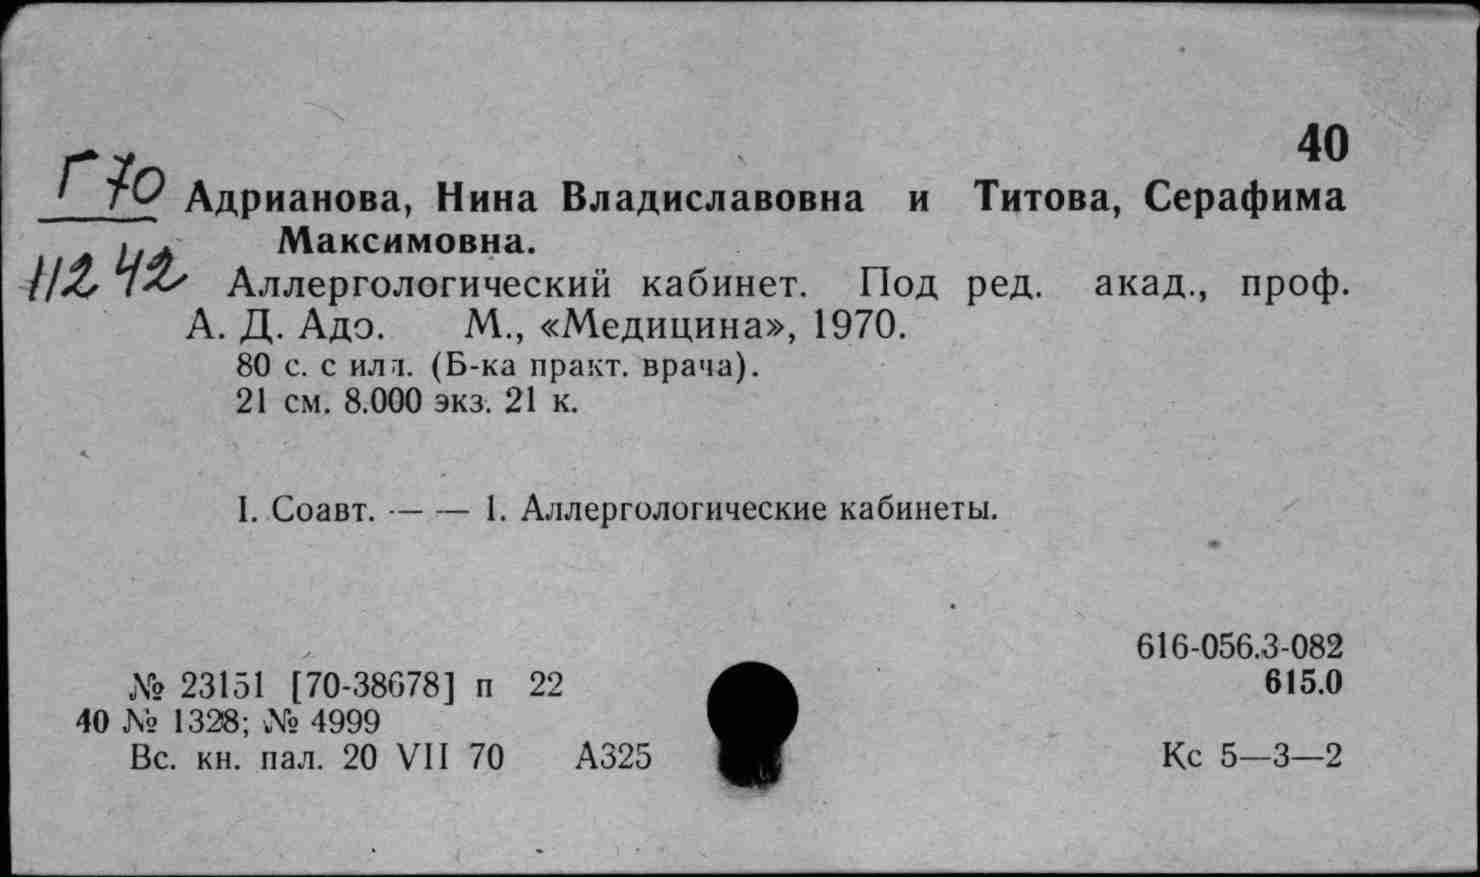 40
Г70
Адрианова, Нина Владиславовна и Титова, Серафима
Максимовна.
11242
Аллергологический кабинет. Под ред. акад., проф.
А. Д. Адо. М., «Медицина», 1970.
80 с. с илл. (Б-ка практ. врача).
21 см. 8.000 экз. 21 к.
I. Соавт. — — 1. Аллергологические кабинеты.
616-056.3-082
№ 23151 [70-38678] п 22
615.0
40 № 1328; № 4999
Вс. кн. пал. 20 VII 70 А325
Кс 5—3—2